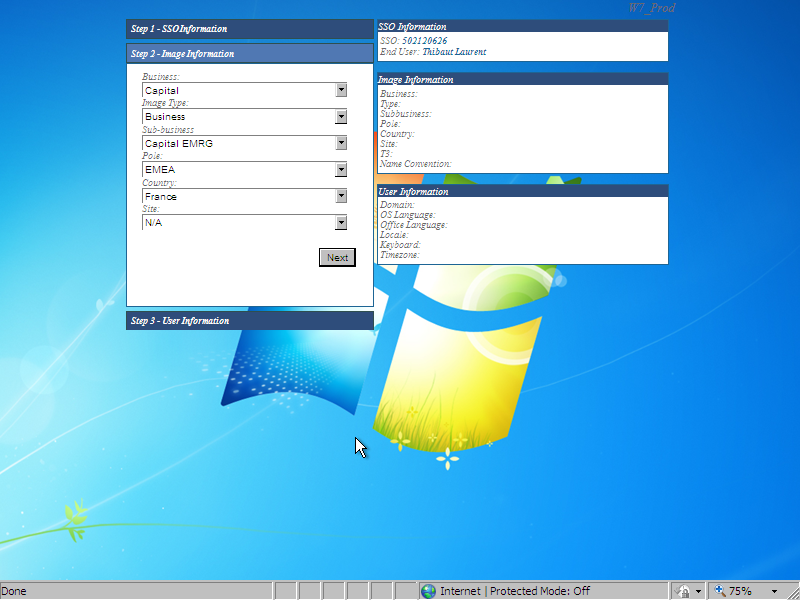 W7_Prod
Step 1 - SSO Information
Step 2 - Image Information
Business:
Capital
Image Type:
Business
Sub-business
Capital EMRG
Pole:
EMEA
Country:
France
Site:
N/A
Next
Step 3 - User Information
SSO Information
SSO: 502120626
End User: Thibaut Laurent
Image Information
Business:
Type:
Subbusiness:
Pole:
Country:
Site:
T3:
Name Convention:
User Information
Domain:
OS Language:
Office Language:
Locale:
Keyboard:
Timezone:
Done
Internet | Protected Mode: Off
75%